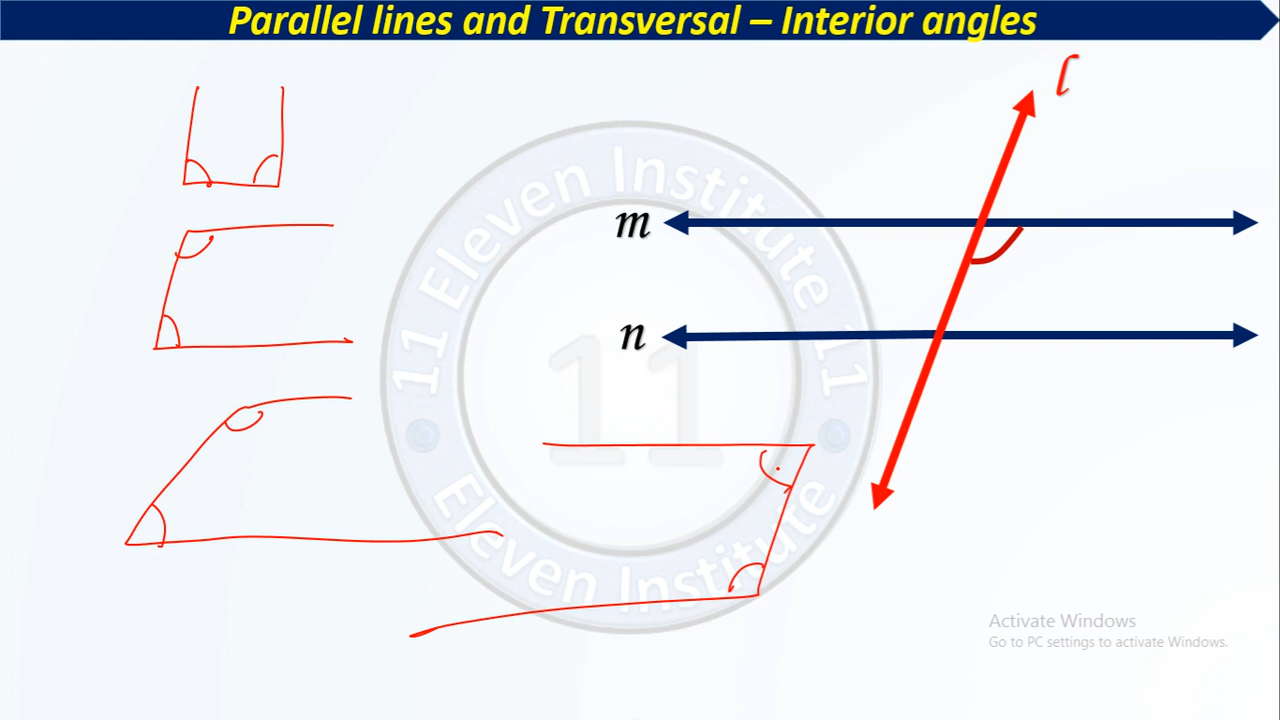 Parallel lines and Transversal – Interior angles
l
m
n
11 Eleven Institute 11
11
Eleven Institute
Activate Windows
Go to PC settings to activate Windows.